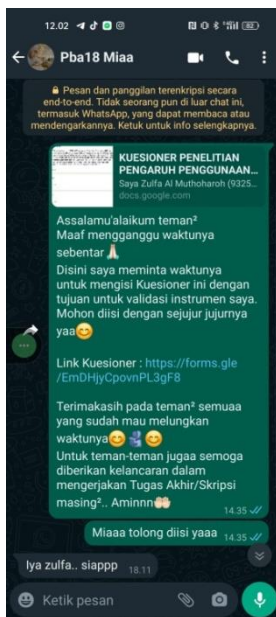 12.02
Pba18 Miaa
Pesan dan panggilan terenkripsi secara
end-to-end. Tidak seorang pun di luar chat ini,
termasuk WhatsApp, yang dapat membaca atau
mendengarkannya. Ketuk untuk info selengkapnya.
KUESIONER PENELITIAN
PENGARUH PENGGUNAAN...
Saya Zulfa Al Muthoharoh (9325...
docs.google.com
Assalamu'alaikum teman²
Maaf mengganggu waktunya
sebentar🙏🏻
Disini saya meminta waktunya
untuk mengisi Kuesioner ini dengan
tujuan untuk validasi instrumen saya.
Mohon diisi dengan sejujur jujurnya
yaa😊
Link Kuesioner : https://forms.gle
/EmDHjyCpovnPL3gF8
Terimakasih pada teman² semuaa
yang sudah mau melungkan
waktunya😊🫂😊
Untuk teman-teman jugaa semoga
diberikan kelancaran dalam
mengerjakan Tugas Akhir/Skripsi
masing².. Aminnn🤲🏻
14.35
Miaaa tolong diisi yaaa 14.35
Iya zulfa.. siappp 18.11
Ketik pesan